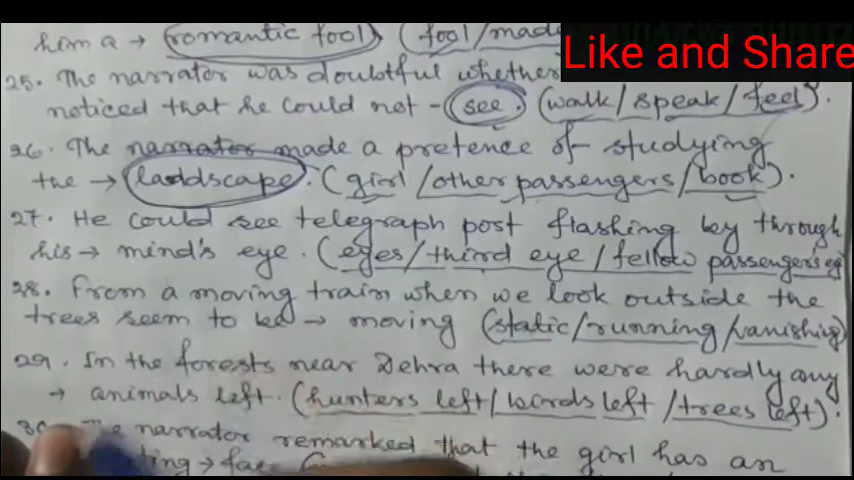 him a → romantic fool (fool/made
Like and Share
25. The narrator was doubtful whether
noticed that he could not - see. (walk/speak/feel).
26. The narrator made a pretence of studying
the → landscape. (girl/other passengers/book).
27. He could see telegraph post flashing by through
his → mind's eye. (eyes/third eye/fellow passenger's
28. From a moving train when we look outside the
trees seem to be → moving (static/running/vanishing)
29. In the forests near Dehra there were hardly any
→ animals left. (hunters left/birds left/trees left).
30. The narrator remarked that the girl has an